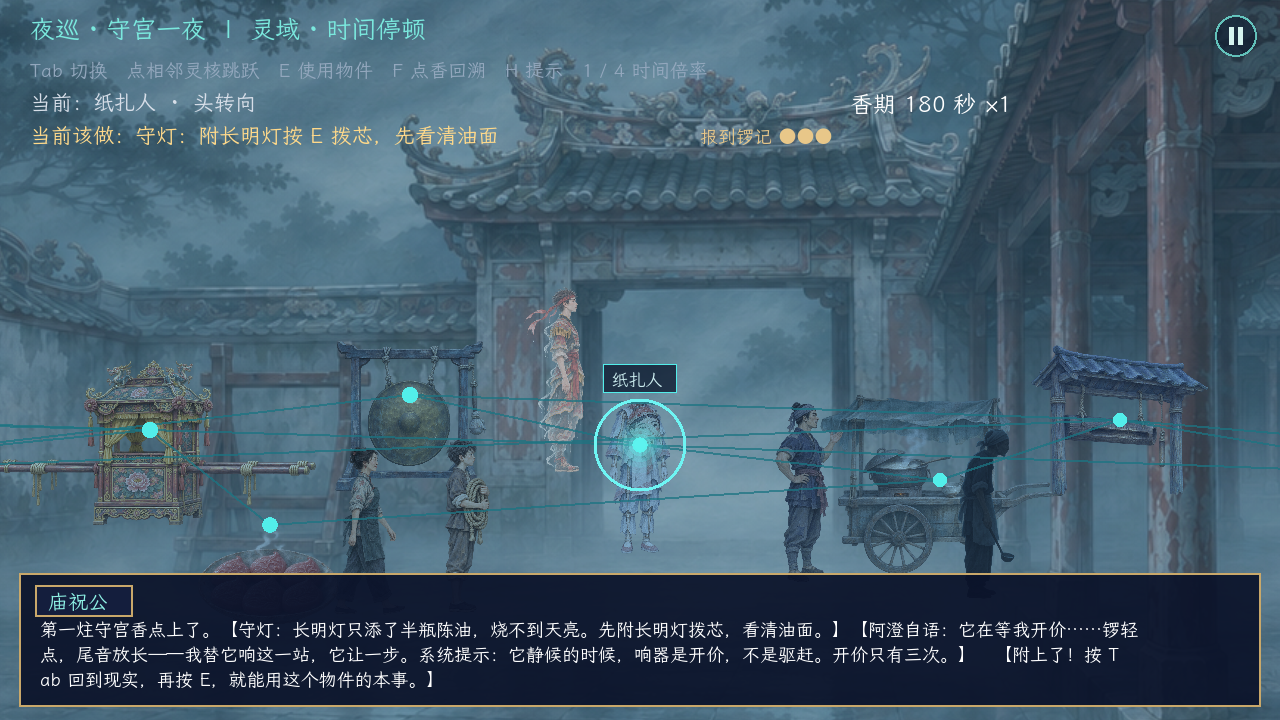 夜巡·守宫一夜 | 灵域·时间停顿
Tab 切换 点相邻灵核跳跃 E 使用物件 F 点香回溯 H 提示 1 / 4 时间倍率
当前: 纸扎人 · 头转向
香期 180 秒 ×1
当前该做: 守灯: 附长明灯按 E 拨芯, 先看清油面
报到锣记
纸扎人
庙祝公
第一炷守宫香点上了。【守灯: 长明灯只添了半瓶陈油, 烧不到天亮。先附长明灯拨芯, 看清油面。】【阿澄自语: 它在等我开价……锣轻
点, 尾音放长——我替它响这一站, 它让一步。系统提示: 它静候的时候, 响器是开价, 不是驱赶。开价只有三次。】 【附上了! 按 T
ab 回到现实, 再按 E, 就能用这个物件的本事。】